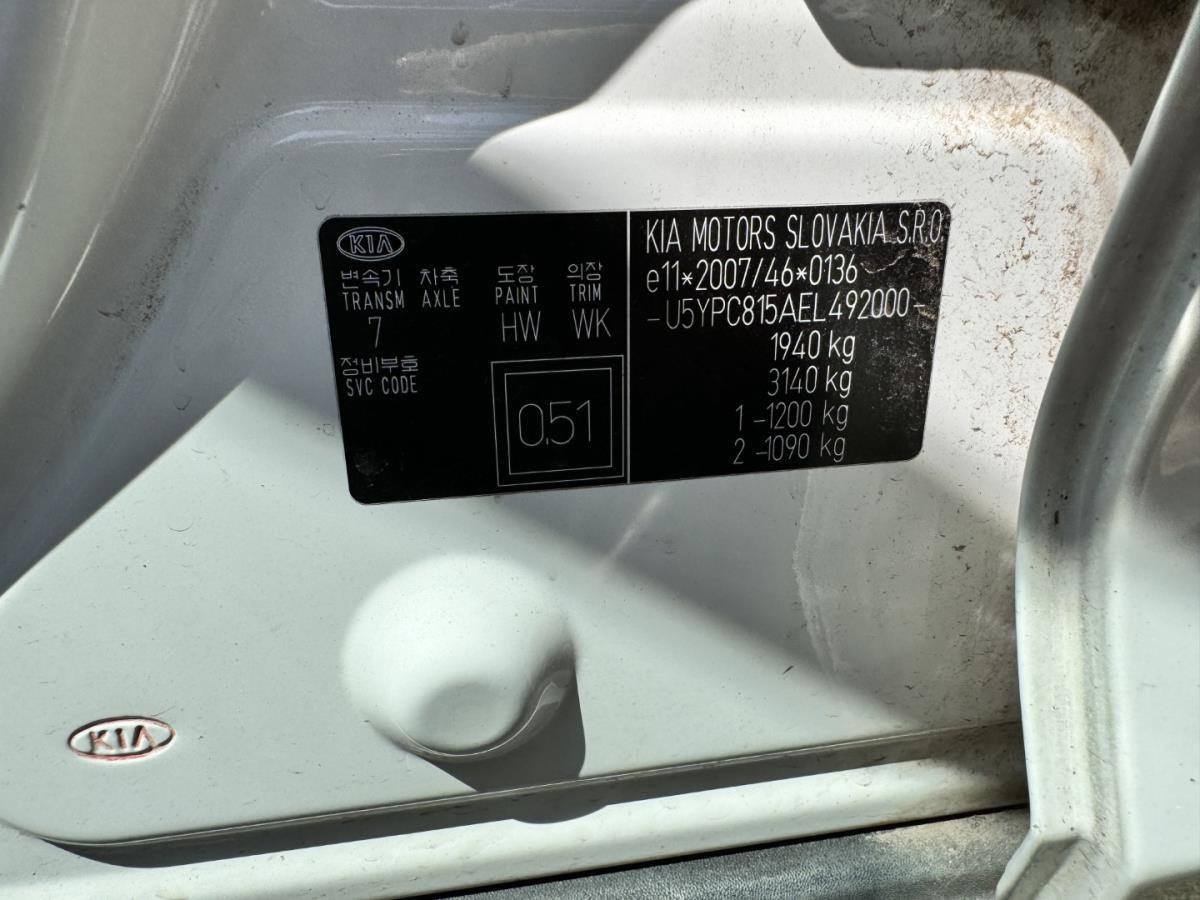 KIA
변속기 차축 도장 의장
TRANSM AXLE PAINT TRIM
7 HW WK
정비부호
SVC CODE
0.51
KIA MOTORS SLOVAKIA S.R.O.
e11*2007/46*0136
-U5YPC815AEL492000-
1940 kg
3140 kg
1-1200 kg
2-1090 kg
KIA